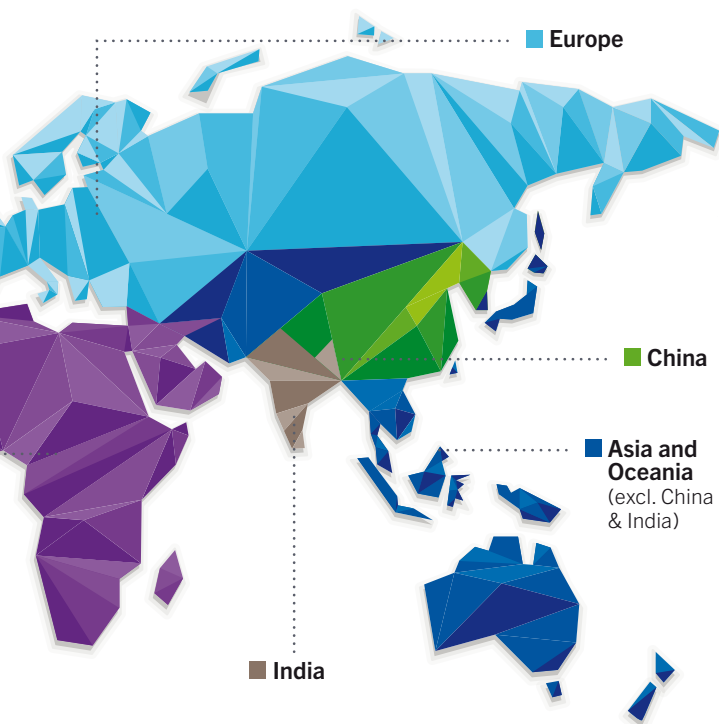 Europe
China
Asia and
Oceania
(excl. China
& India)
India